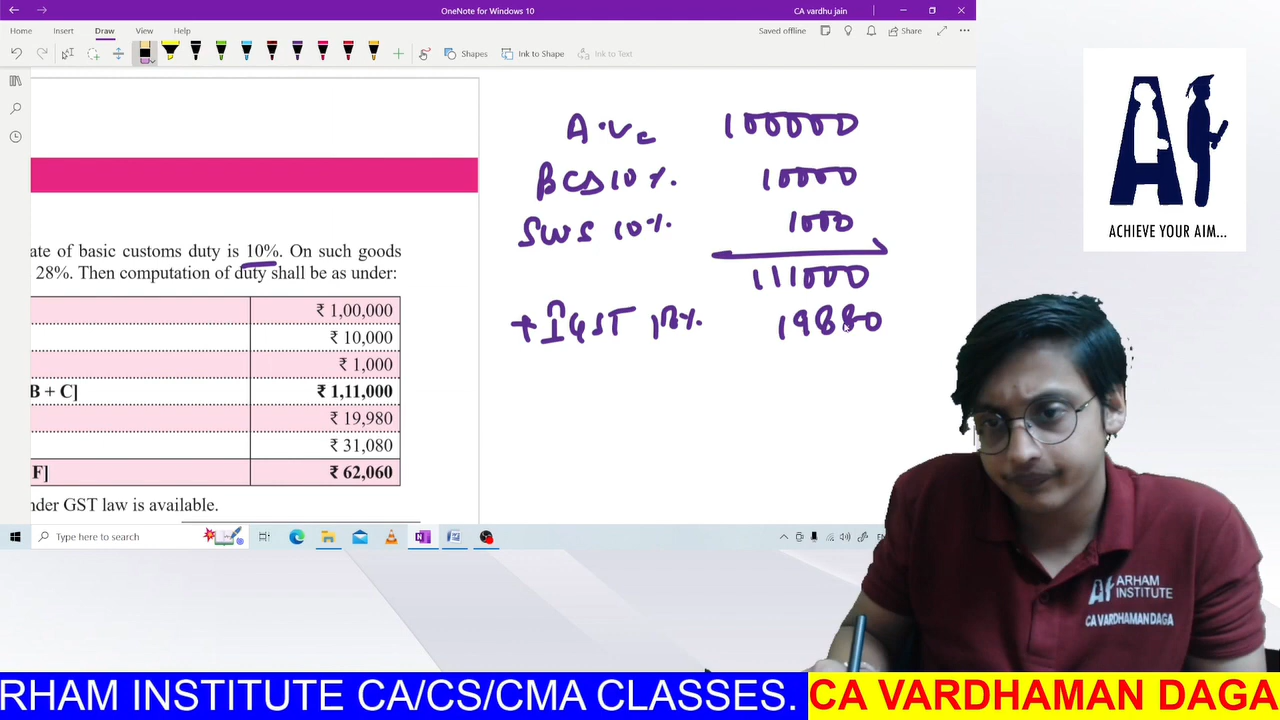 OneNote for Windows 10
CA vardhu jain
Home Insert Draw View Help
Saved offline
Share
Shapes
Ink to Shape
Ink to Text
ate of basic customs duty is 10%. On such goods
28%. Then computation of duty shall be as under:
₹ 1,00,000
₹ 10,000
₹ 1,000
B + C] ₹ 1,11,000
₹ 19,980
₹ 31,080
F] ₹ 62,060
nder GST law is available.
A.V. 100000
BCD 10%. 10000
SWS 10%. 1000
111000
+ IGST 18%. 19880
Type here to search
ACHIEVE YOUR AIM...
ARHAM
INSTITUTE
CA VARDHAMAN DAGA
RHAM INSTITUTE CA/CS/CMA CLASSES. CA VARDHAMAN DAGA